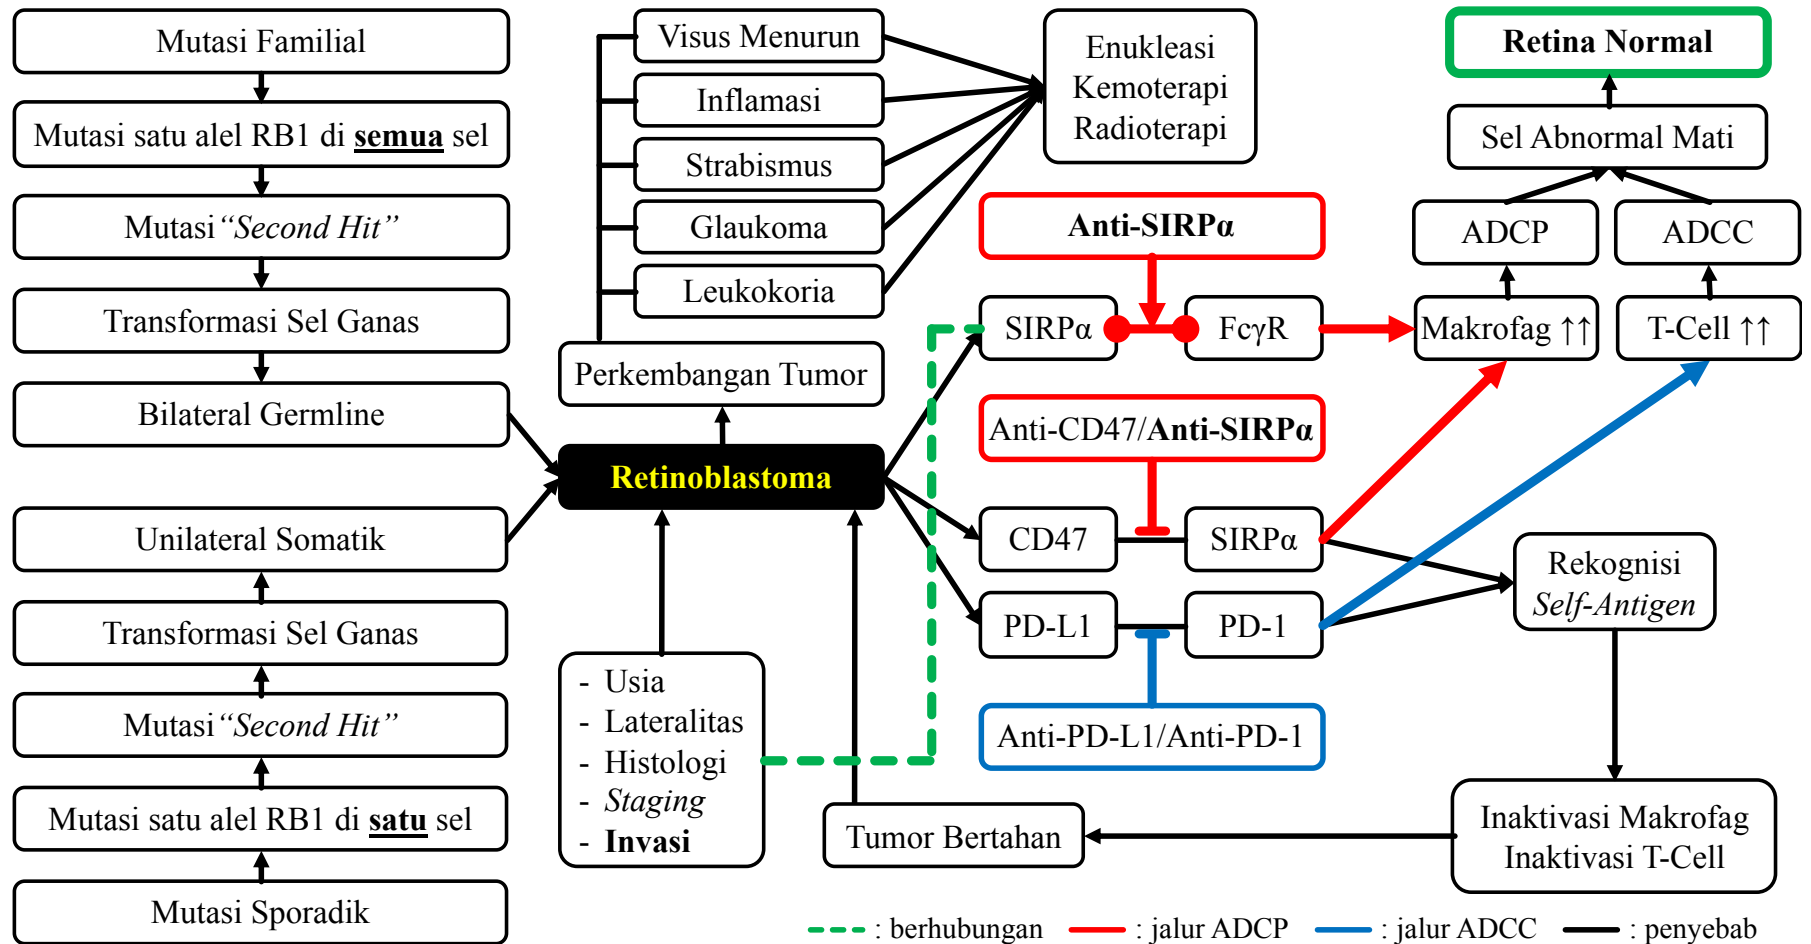 Mutasi Familial
Mutasi satu alel RB1 di semua sel
Mutasi “Second Hit”
Transformasi Sel Ganas
Bilateral Germline
Unilateral Somatik
Transformasi Sel Ganas
Mutasi “Second Hit”
Mutasi satu alel RB1 di satu sel
Mutasi Sporadik
Visus Menurun
Inflamasi
Strabismus
Glaukoma
Leukokoria
Perkembangan Tumor
Retinoblastoma
- Usia
- Lateralitas
- Histologi
- Staging
- Invasi
Tumor Bertahan
Enukleasi
Kemoterapi
Radioterapi
Anti-SIRPα
SIRPα
FcγR
Anti-CD47/Anti-SIRPα
CD47
SIRPα
PD-L1
PD-1
Anti-PD-L1/Anti-PD-1
Retina Normal
Sel Abnormal Mati
ADCP
ADCC
Makrofag ↑↑
T-Cell ↑↑
Rekognisi
Self-Antigen
Inaktivasi Makrofag
Inaktivasi T-Cell
: berhubungan
: jalur ADCP
: jalur ADCC
: penyebab